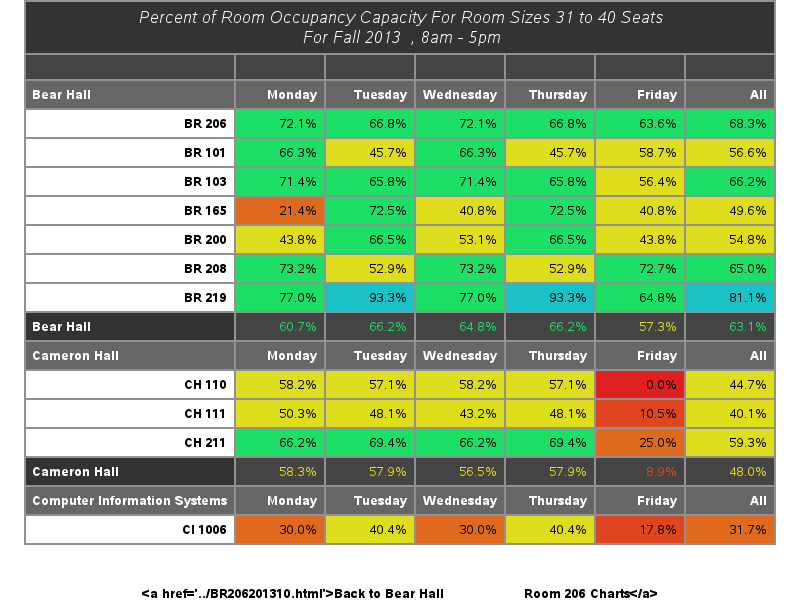 Percent of Room Occupancy Capacity For Room Sizes 31 to 40 Seats
For Fall 2013 , 8am - 5pm
Bear Hall Monday Tuesday Wednesday Thursday Friday All
BR 206 72.1% 66.8% 72.1% 66.8% 63.6% 68.3%
BR 101 66.3% 45.7% 66.3% 45.7% 58.7% 56.6%
BR 103 71.4% 65.8% 71.4% 65.8% 56.4% 66.2%
BR 165 21.4% 72.5% 40.8% 72.5% 40.8% 49.6%
BR 200 43.8% 66.5% 53.1% 66.5% 43.8% 54.8%
BR 208 73.2% 52.9% 73.2% 52.9% 72.7% 65.0%
BR 219 77.0% 93.3% 77.0% 93.3% 64.8% 81.1%
Bear Hall 60.7% 66.2% 64.8% 66.2% 57.3% 63.1%
Cameron Hall Monday Tuesday Wednesday Thursday Friday All
CH 110 58.2% 57.1% 58.2% 57.1% 0.0% 44.7%
CH 111 50.3% 48.1% 43.2% 48.1% 10.5% 40.1%
CH 211 66.2% 69.4% 66.2% 69.4% 25.0% 59.3%
Cameron Hall 58.3% 57.9% 56.5% 57.9% 8.9% 48.0%
Computer Information Systems Monday Tuesday Wednesday Thursday Friday All
CI 1006 30.0% 40.4% 30.0% 40.4% 17.8% 31.7%
<a href='../BR206201310.html'>Back to Bear Hall Room 206 Charts</a>